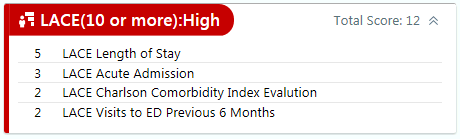 LACE(10 or more):High Total Score: 12
5 LACE Length of Stay
3 LACE Acute Admission
2 LACE Charlson Comorbidity Index Evalution
2 LACE Visits to ED Previous 6 Months